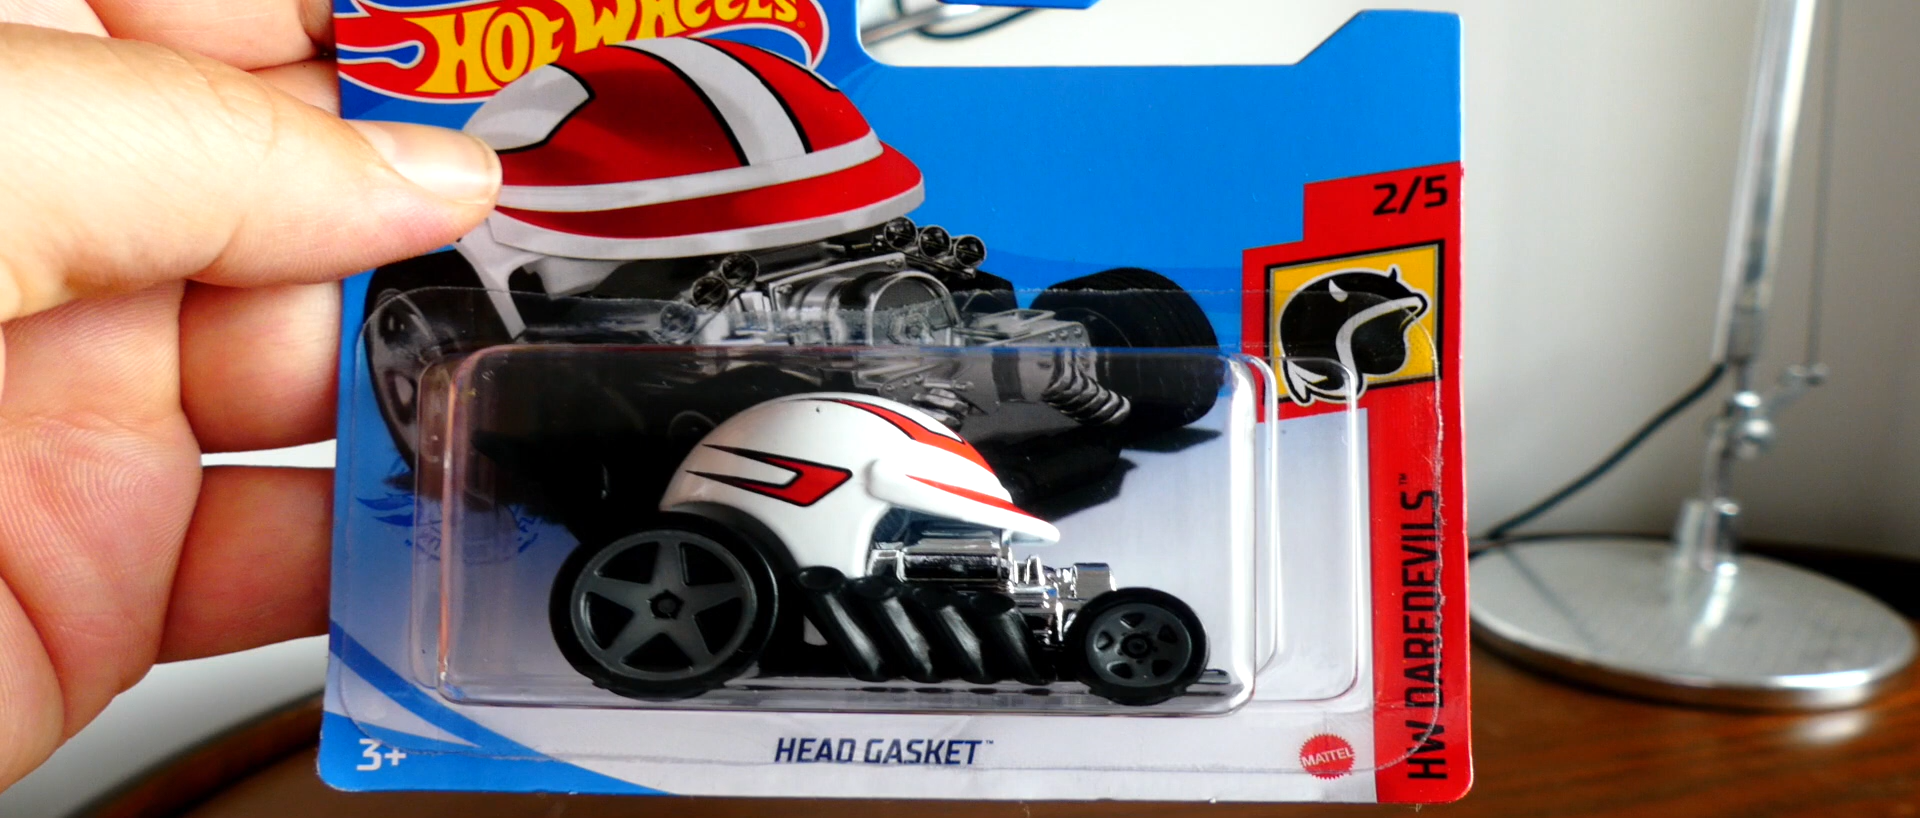 HOT WHEELS
2/5
HW DAREDEVILS™
3+
HEAD GASKET™
MATTEL